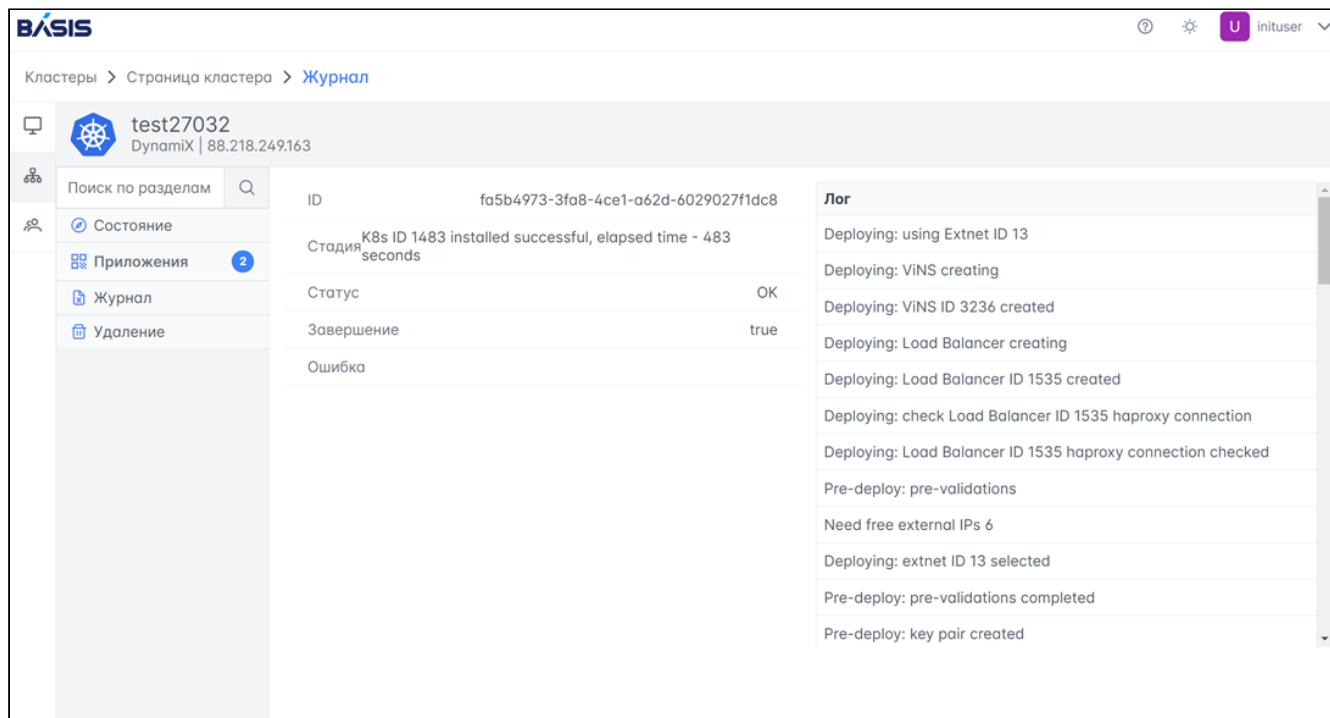 BASIS
U inituser
Кластеры > Страница кластера > Журнал
test27032
DynamiX | 88.218.249.163
Поиск по разделам
Состояние
Приложения 2
Журнал
Удаление
ID fa5b4973-3fa8-4ce1-a62d-6029027f1dc8
Стадия K8s ID 1483 installed successful, elapsed time - 483
seconds
Статус OK
Завершение true
Ошибка
Лог
Deploying: using Extnet ID 13
Deploying: ViNS creating
Deploying: ViNS ID 3236 created
Deploying: Load Balancer creating
Deploying: Load Balancer ID 1535 created
Deploying: check Load Balancer ID 1535 haproxy connection
Deploying: Load Balancer ID 1535 haproxy connection checked
Pre-deploy: pre-validations
Need free external IPs 6
Deploying: extnet ID 13 selected
Pre-deploy: pre-validations completed
Pre-deploy: key pair created